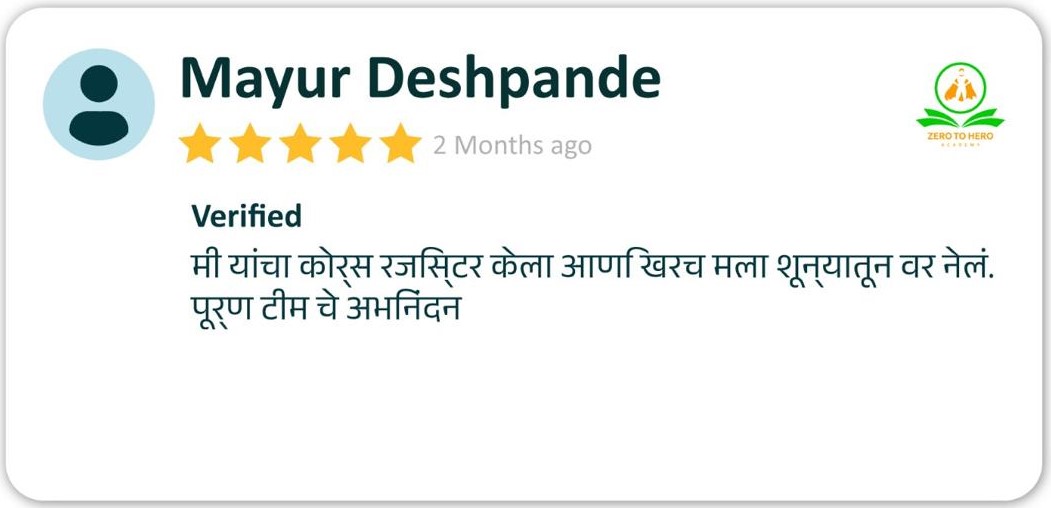 Mayur Deshpande
2 Months ago
ZERO TO HERO
ACADEMY
Verified
मी यांचा कोर्स रजिस्टर केला आणि खरच मला शून्यातून वर नेलं.
पूर्ण टीम चे अभिनंदन